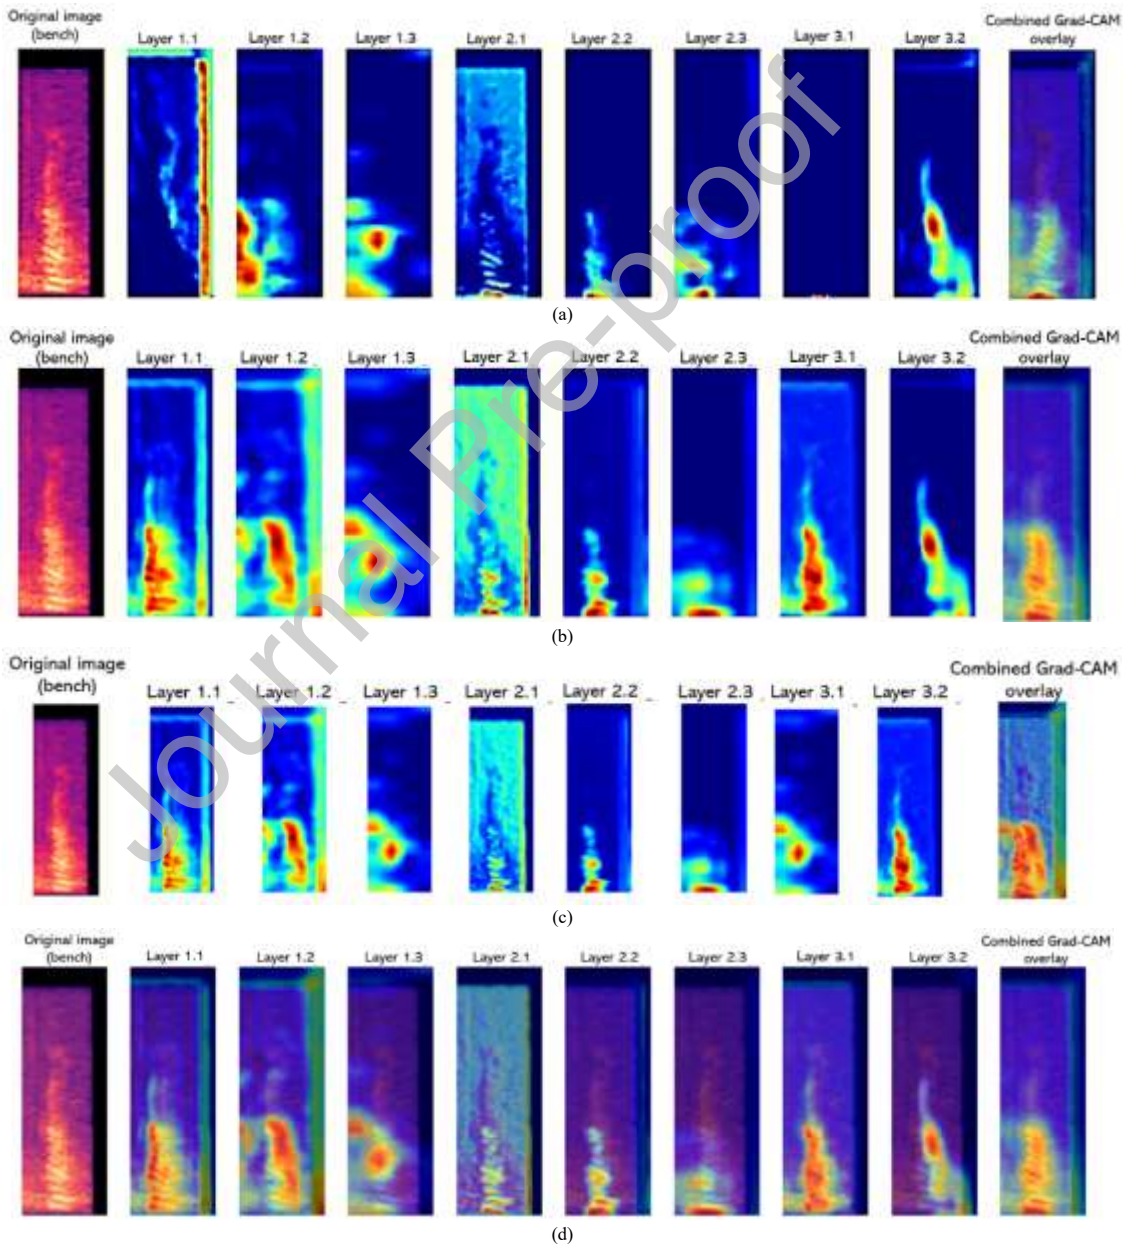 Original image
(bench)
Layer 1.1
Layer 1.2
Layer 1.3
Layer 2.1
Layer 2.2
Layer 2.3
Layer 3.1
Layer 3.2
Combined Grad-CAM
overlay
(a)
Original image
(bench)
Layer 1.1
Layer 1.2
Layer 1.3
Layer 2.1
Layer 2.2
Layer 2.3
Layer 3.1
Layer 3.2
Combined Grad-CAM
overlay
(b)
Original image
(bench)
Layer 1.1
Layer 1.2
Layer 1.3
Layer 2.1
Layer 2.2
Layer 2.3
Layer 3.1
Layer 3.2
Combined Grad-CAM
overlay
(c)
Original image
(bench)
Layer 1.1
Layer 1.2
Layer 1.3
Layer 2.1
Layer 2.2
Layer 2.3
Layer 3.1
Layer 3.2
Combined Grad-CAM
overlay
(d)
Journal Pre-proof